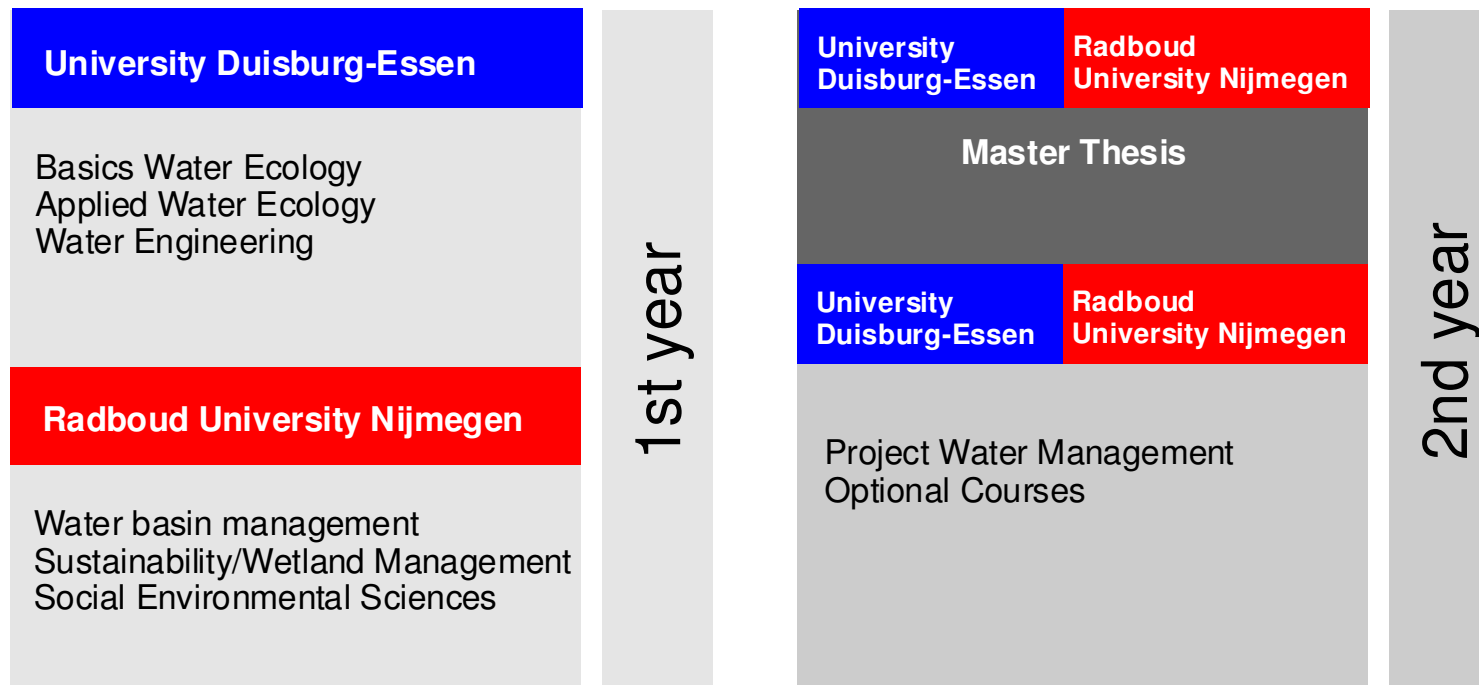 University Duisburg-Essen
Basics Water Ecology
Applied Water Ecology
Water Engineering
Radboud University Nijmegen
Water basin management
Sustainability/Wetland Management
Social Environmental Sciences
1st year
University
Duisburg-Essen
Radboud
University Nijmegen
Master Thesis
University
Duisburg-Essen
Radboud
University Nijmegen
Project Water Management
Optional Courses
2nd year